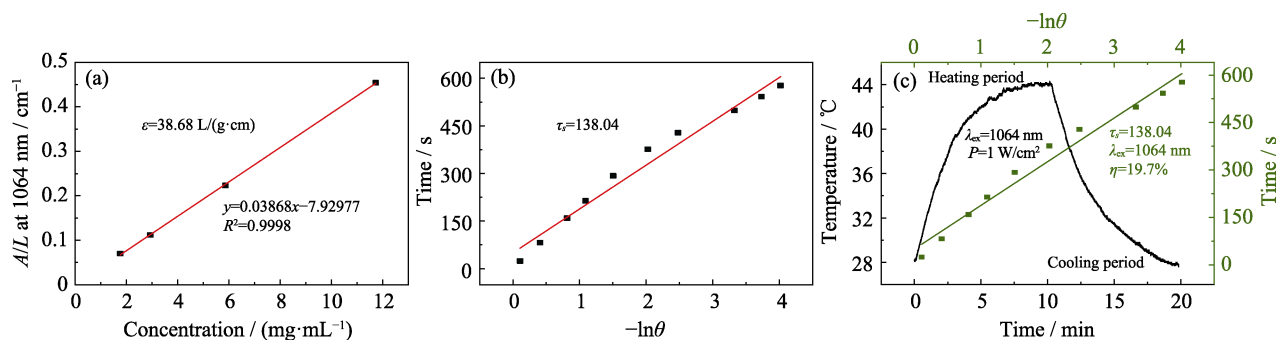 (a)
0.5
0.4
0.3
0.2
0.1
0
A/L at 1064 nm / cm⁻¹
ε=38.68 L/(g·cm)
y=0.03868x−7.92977
R²=0.9998
0 2 4 6 8 10 12
Concentration / (mg·mL⁻¹)
(b)
600
450
300
150
0
Time / s
τₛ=138.04
0 1 2 3 4
−lnθ
−lnθ
0 1 2 3 4
(c)
Heating period
44
40
36
32
28
Temperature / ℃
λₑₓ=1064 nm
P=1 W/cm²
τₛ=138.04
λₑₓ=1064 nm
η=19.7%
Cooling period
600
450
300
150
0
Time / s
0 5 10 15 20
Time / min